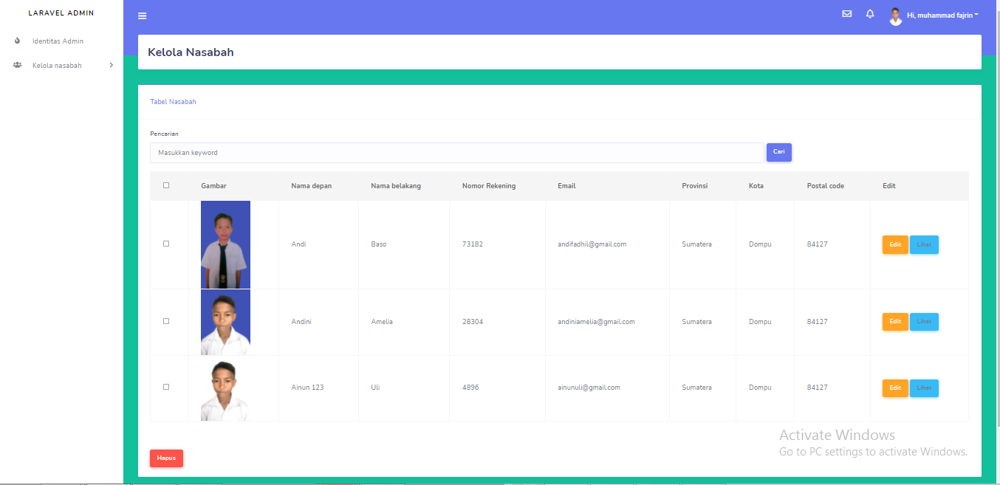 LARAVEL ADMIN
Hi, muhammad fajrin
Identitas Admin
Kelola nasabah
Kelola Nasabah
Tabel Nasabah
Pencarian
Masukkan keyword Cari
Gambar Nama depan Nama belakang Nomor Rekening Email Provinsi Kota Postal code Edit
Andi Baso 73182 andifadhil@gmail.com Sumatera Dompu 84127 Edit Lihat
Andini Amelia 28304 andiniamelia@gmail.com Sumatera Dompu 84127 Edit Lihat
Ainun 123 Uli 4896 ainunuli@gmail.com Sumatera Dompu 84127 Edit Lihat
Activate Windows
Go to PC settings to activate Windows.
Hapus